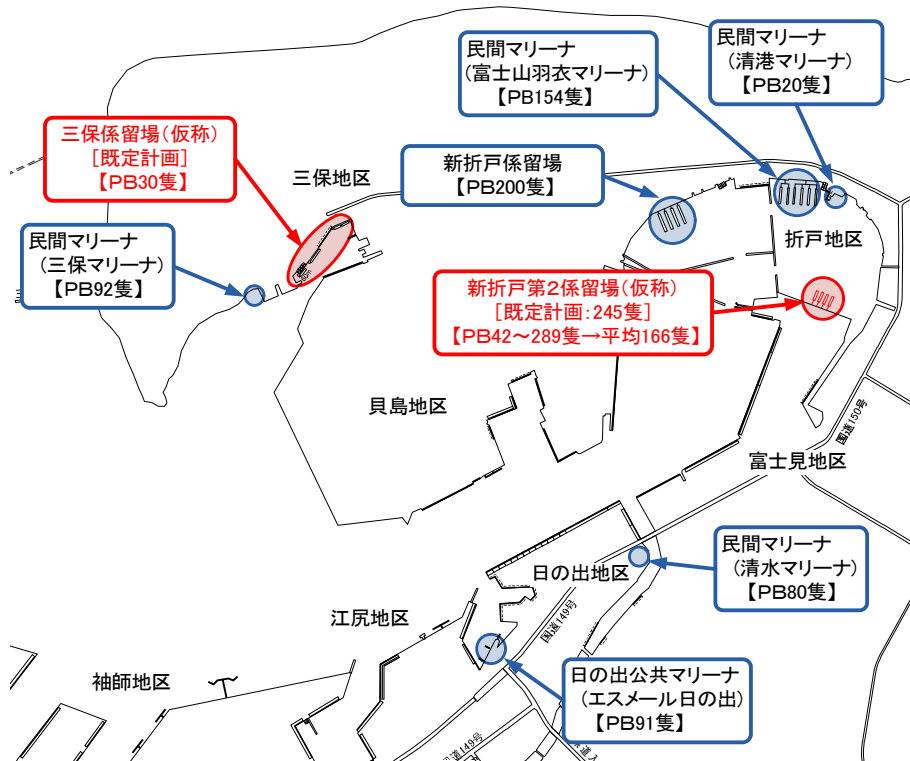 民間マリーナ
(富士山羽衣マリーナ)
【PB154隻】
民間マリーナ
(清港マリーナ)
【PB20隻】
三保係留場(仮称)
[既定計画]
【PB30隻】
三保地区
新折戸係留場
【PB200隻】
折戸地区
民間マリーナ
(三保マリーナ)
【PB92隻】
新折戸第2係留場(仮称)
[既定計画:245隻]
【PB42～289隻→平均166隻】
貝島地区
国道150号
富士見地区
民間マリーナ
(清水マリーナ)
【PB80隻】
日の出地区
江尻地区
国道149号
袖師地区
日の出公共マリーナ
(エスメール日の出)
【PB91隻】
国道149号